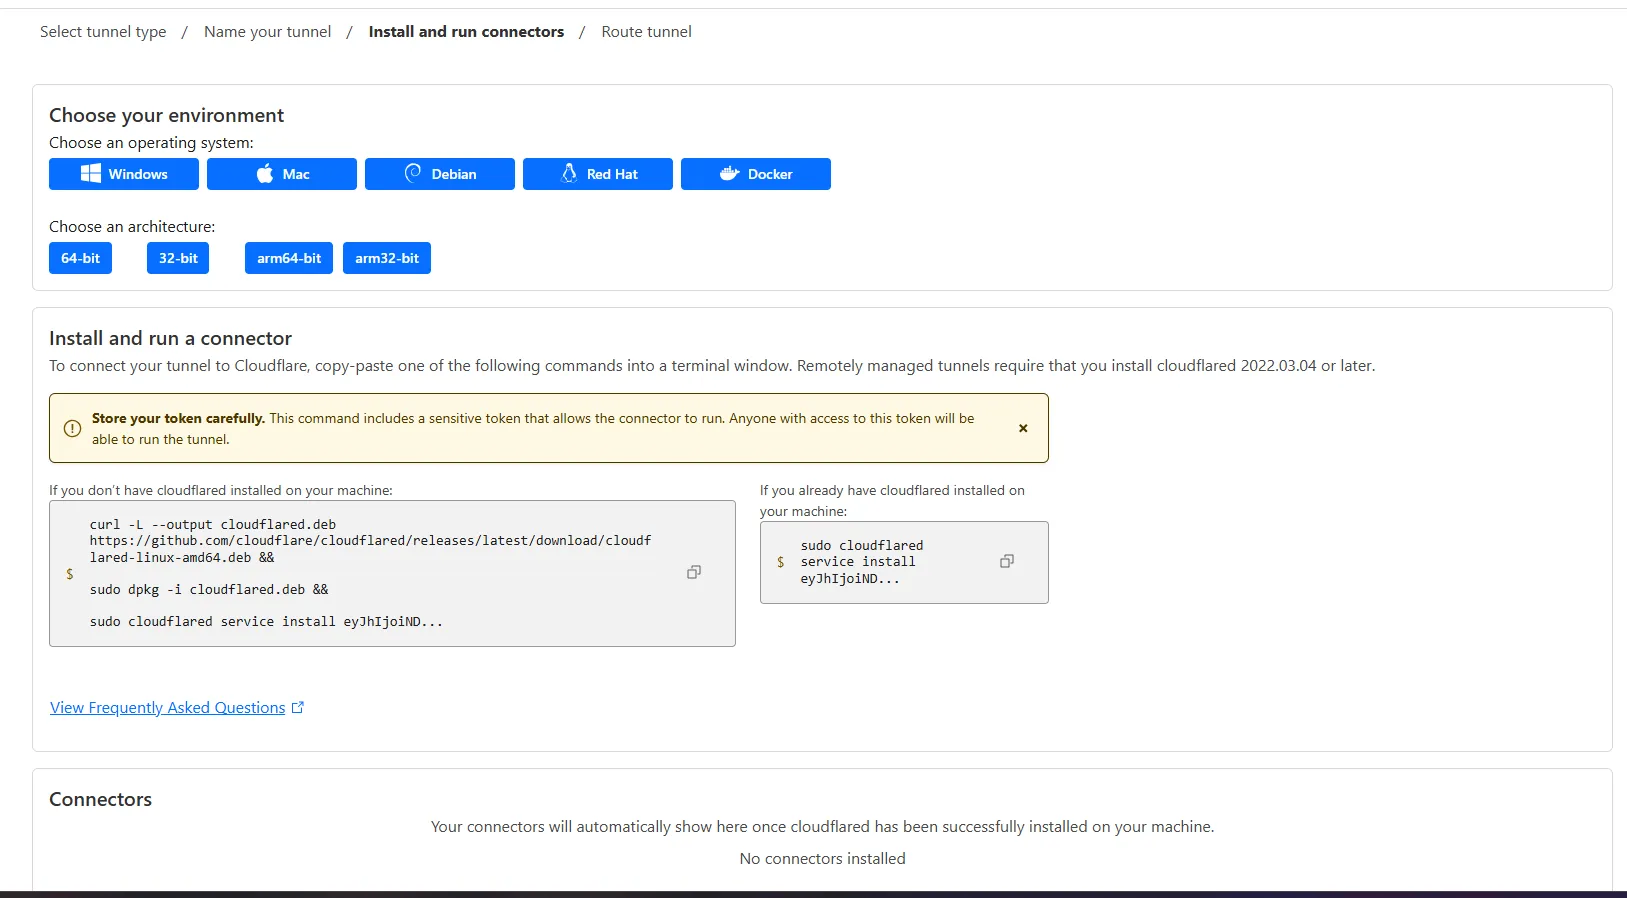 Select tunnel type / Name your tunnel / Install and run connectors / Route tunnel
Choose your environment
Choose an operating system:
Windows Mac Debian Red Hat Docker
Choose an architecture:
64-bit 32-bit arm64-bit arm32-bit
Install and run a connector
To connect your tunnel to Cloudflare, copy-paste one of the following commands into a terminal window. Remotely managed tunnels require that you install cloudflared 2022.03.04 or later.
Store your token carefully. This command includes a sensitive token that allows the connector to run. Anyone with access to this token will be
able to run the tunnel.
If you don't have cloudflared installed on your machine:
$ curl -L --output cloudflared.deb
https://github.com/cloudflare/cloudflared/releases/latest/download/cloudf
lared-linux-amd64.deb &&
sudo dpkg -i cloudflared.deb &&
sudo cloudflared service install eyJhIjoiND...
If you already have cloudflared installed on
your machine:
$ sudo cloudflared
service install
eyJhIjoiND...
View Frequently Asked Questions
Connectors
Your connectors will automatically show here once cloudflared has been successfully installed on your machine.
No connectors installed